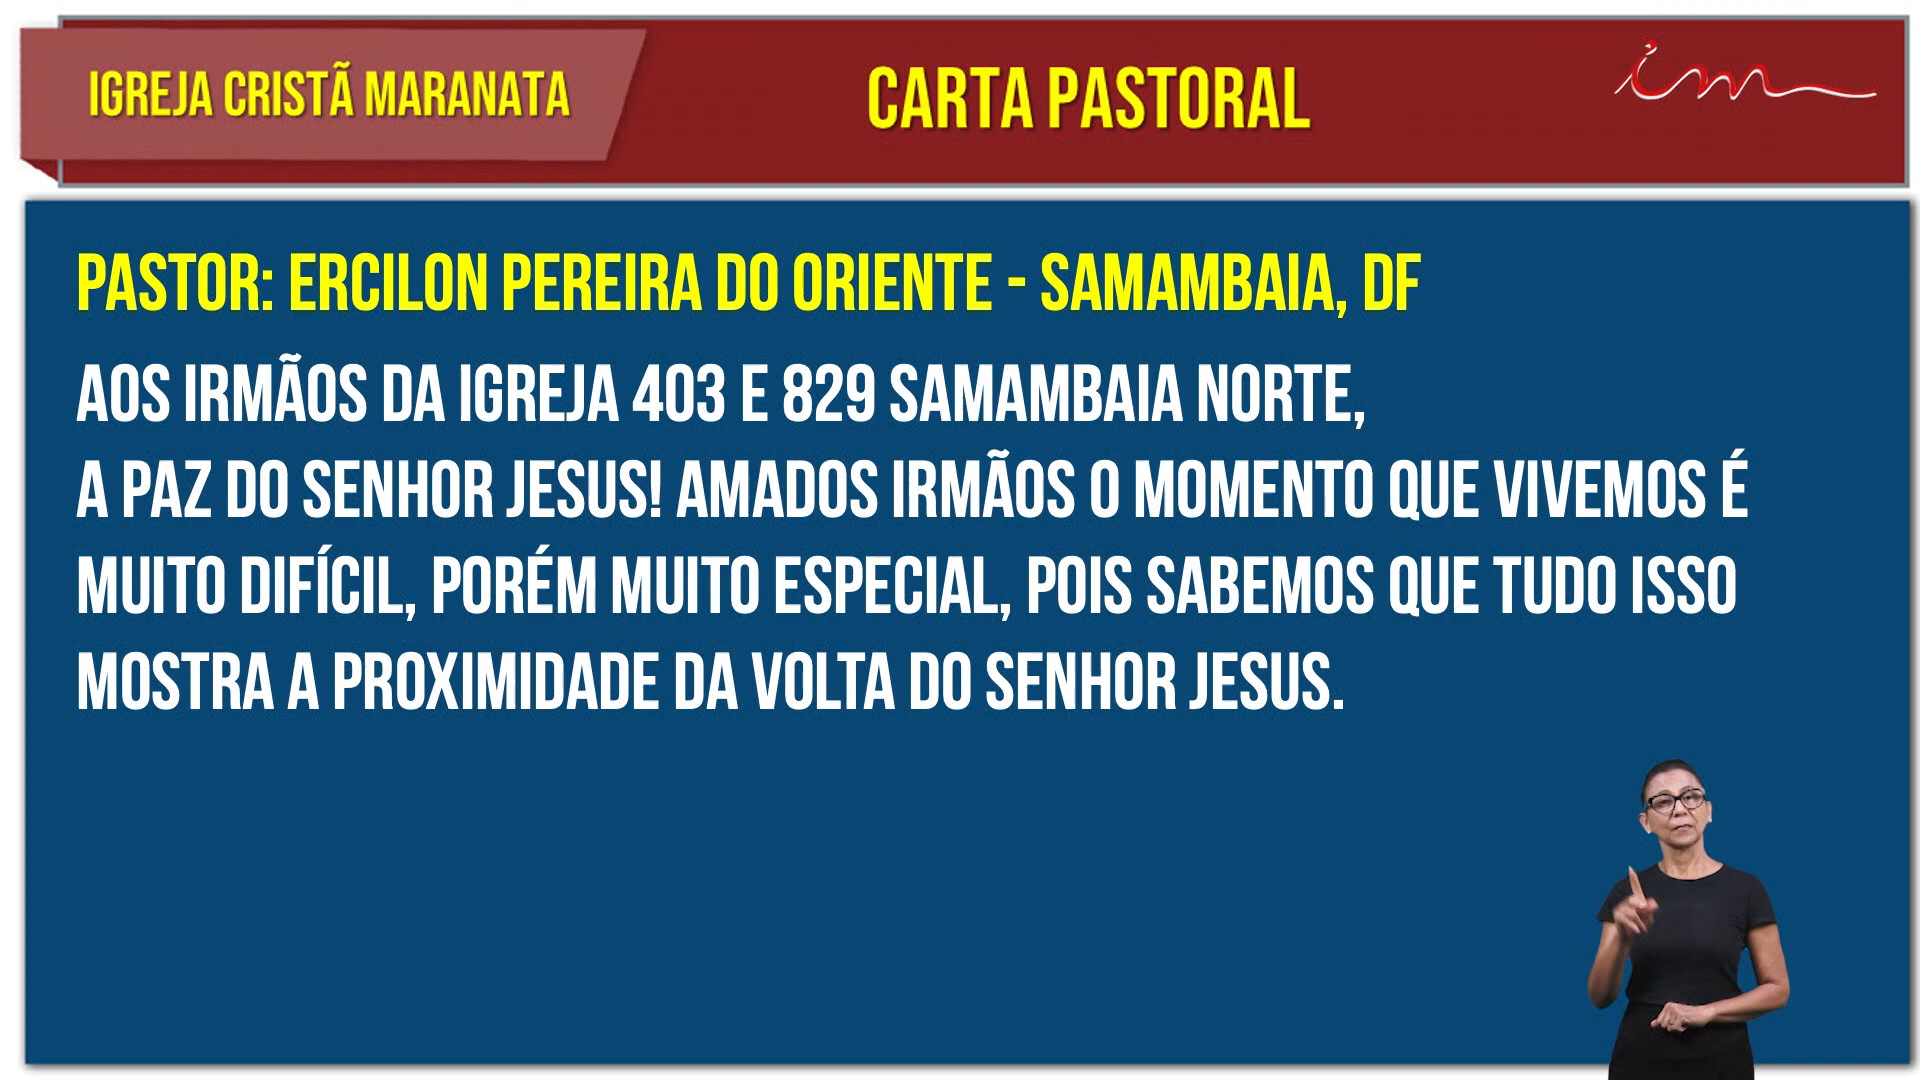 IGREJA CRISTÃ MARANATA
CARTA PASTORAL
im
PASTOR: ERCILON PEREIRA DO ORIENTE - SAMAMBAIA, DF
AOS IRMÃOS DA IGREJA 403 E 829 SAMAMBAIA NORTE,
A PAZ DO SENHOR JESUS! AMADOS IRMÃOS O MOMENTO QUE VIVEMOS É
MUITO DIFÍCIL, PORÉM MUITO ESPECIAL, POIS SABEMOS QUE TUDO ISSO
MOSTRA A PROXIMIDADE DA VOLTA DO SENHOR JESUS.